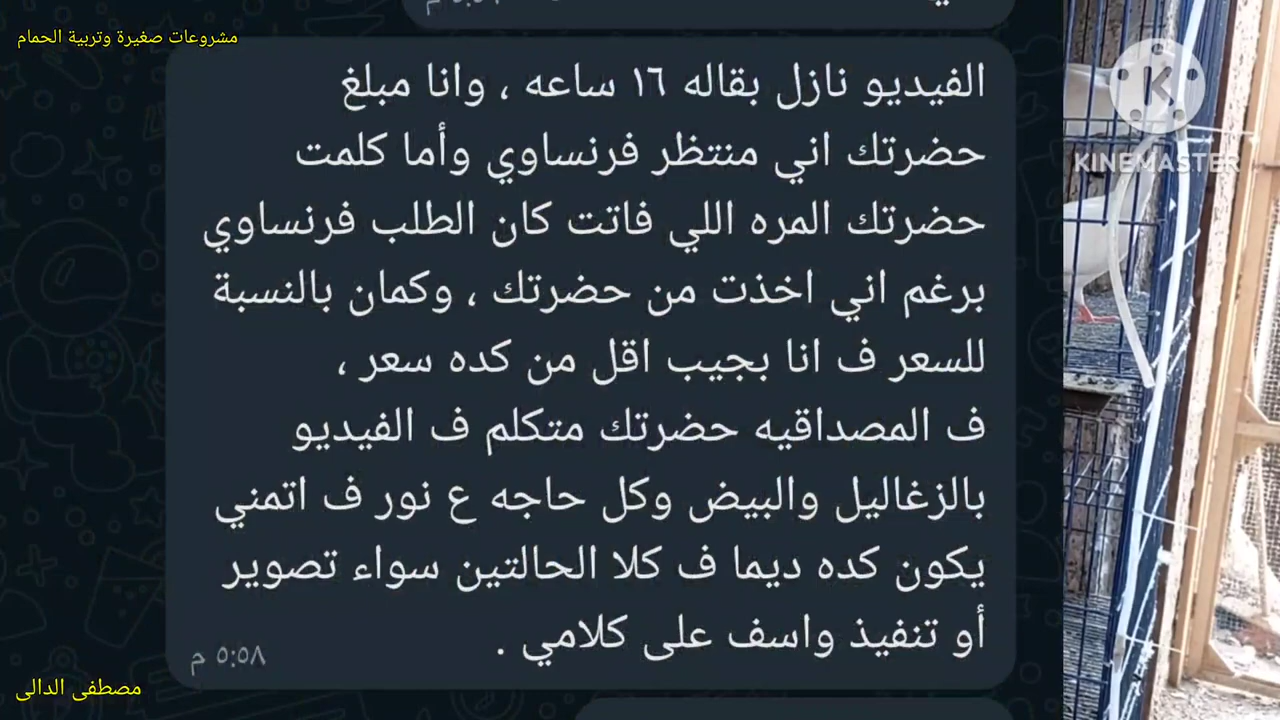 مشروعات صغيرة وتربية الحمام
الفيديو نازل بقاله ١٦ ساعه ، وانا مبلغ
حضرتك اني منتظر فرنساوي وأما كلمت
حضرتك المره اللي فاتت كان الطلب فرنساوي
برغم اني اخذت من حضرتك ، وكمان بالنسبة
للسعر ف انا بجيب اقل من كده سعر ،
ف المصداقيه حضرتك متكلم ف الفيديو
بالزغاليل والبيض وكل حاجه ع نور ف اتمني
يكون كده ديما ف كلا الحالتين سواء تصوير
أو تنفيذ واسف على كلامي .
٥:٥٨ م
مصطفى الدالى
K
KINEMASTER